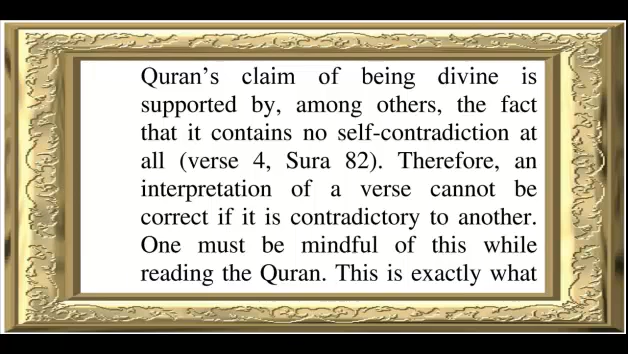 Quran’s claim of being divine is
supported by, among others, the fact
that it contains no self-contradiction at
all (verse 4, Sura 82). Therefore, an
interpretation of a verse cannot be
correct if it is contradictory to another.
One must be mindful of this while
reading the Quran. This is exactly what